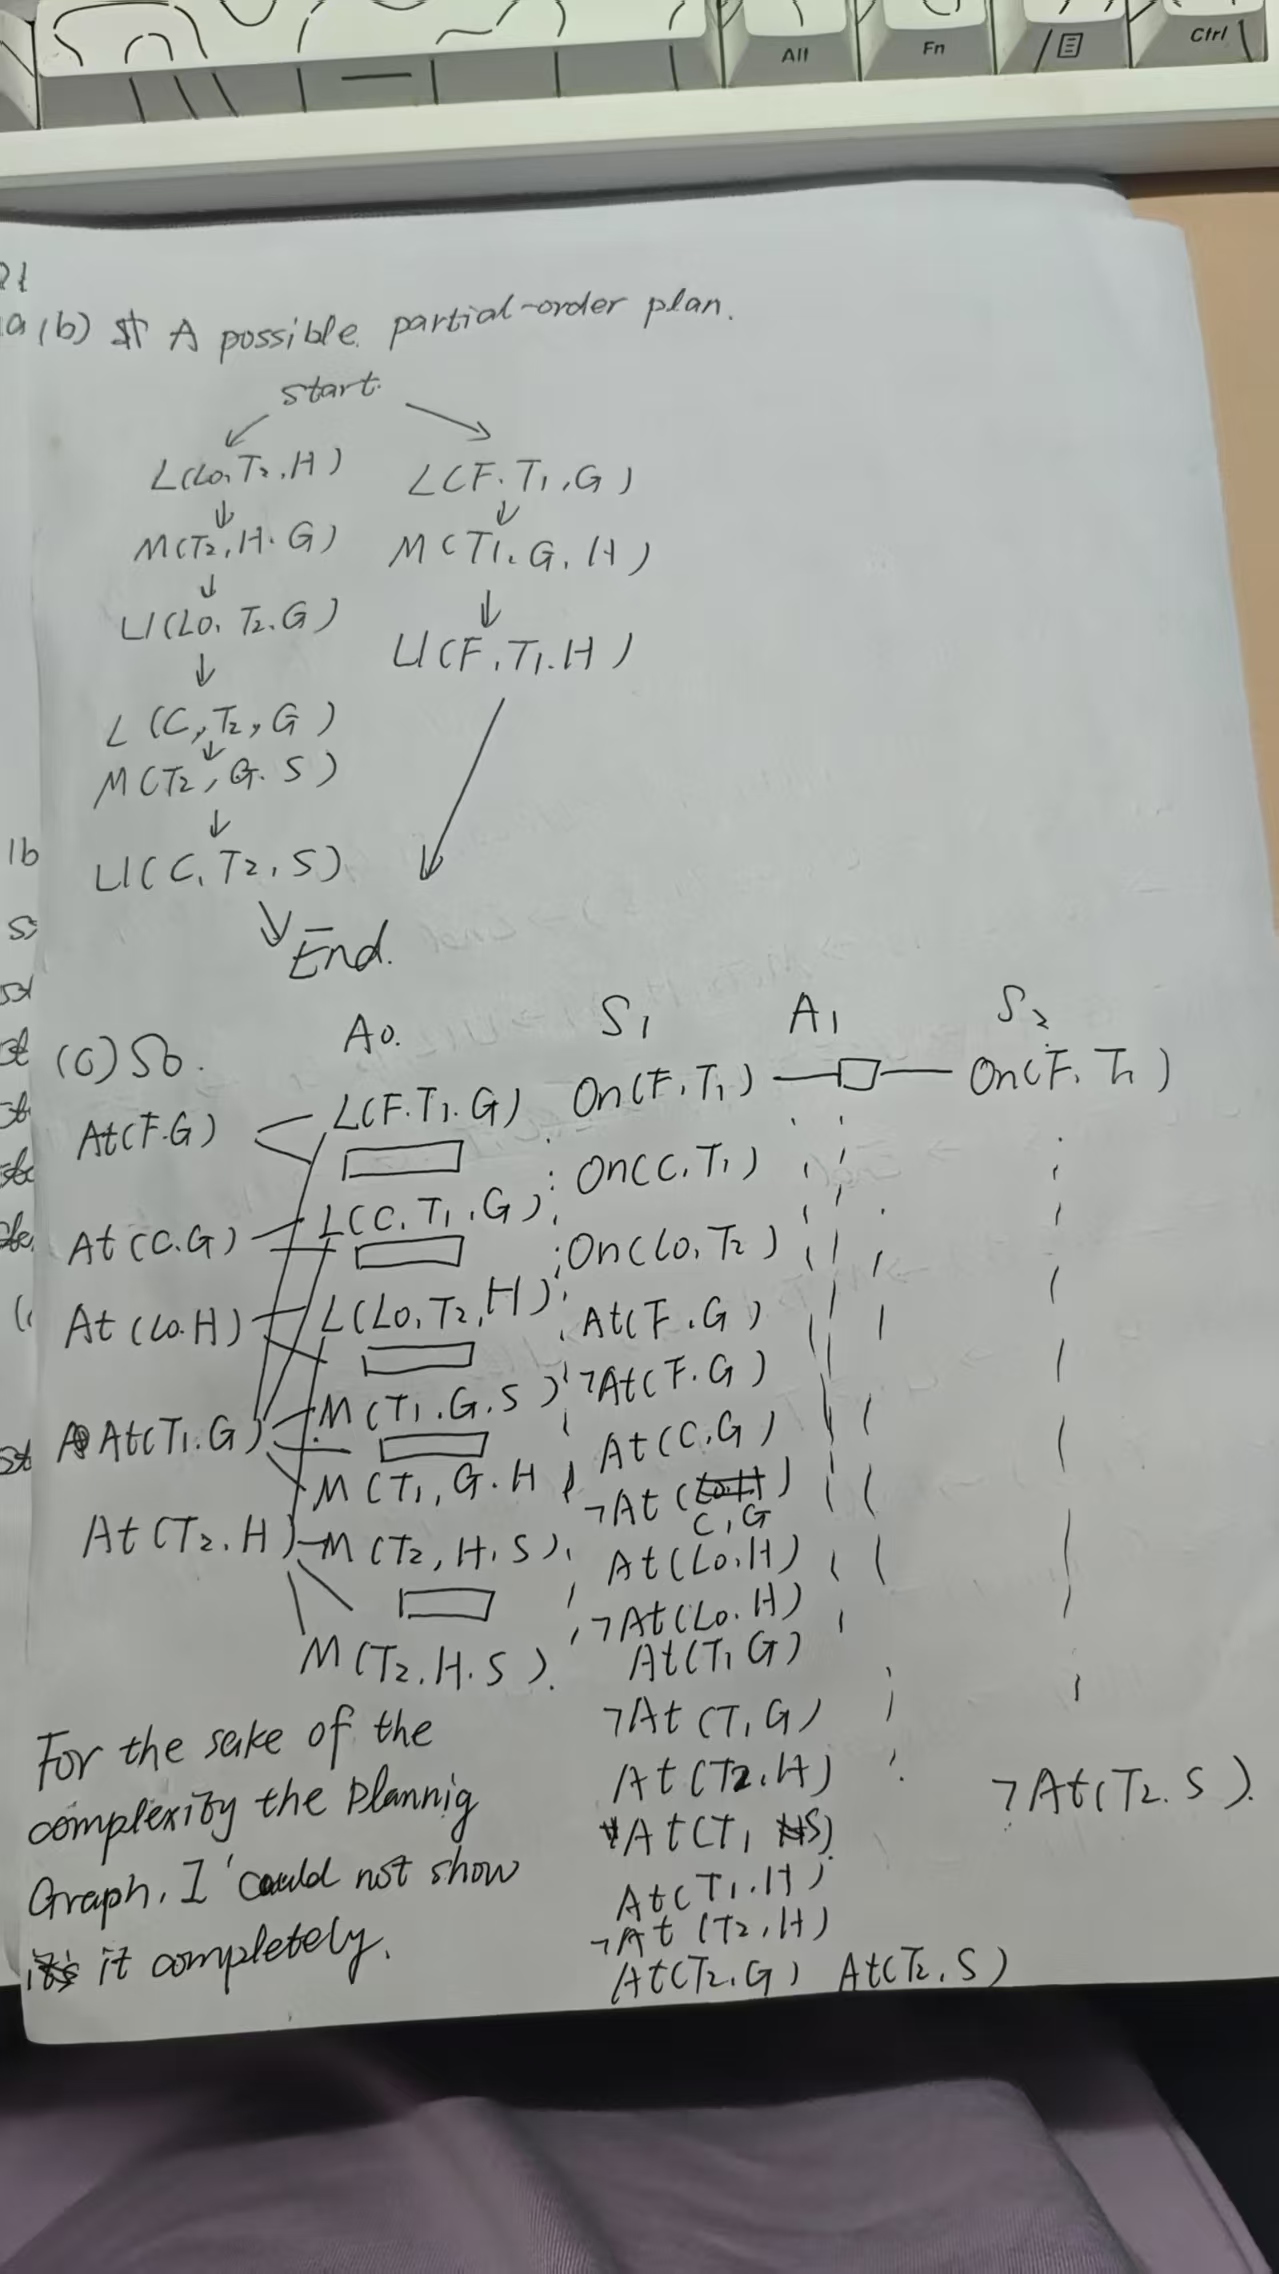 Alt
Fn
Ctrl
a(b) A possible partial-order plan.
start.
L(Lo, T2, H)
L(F. T1, G)
M(T2, H. G)
M(T1. G. H)
U(Lo, T2. G)
U(F, T1. H)
L(C, T2, G)
M(T2, G. S)
U(C, T2, S)
End.
1b
(c) S0.
A0.
S1
A1
S2
At(F.G)
L(F.T1.G)
On(F, T1)
On(F, T1)
At(C.G)
L(C. T1. G)
On(C, T1)
At(Lo.H)
L(Lo, T2, H)
On(Lo, T2)
At(T1.G)
M(T1.G.S)
At(F.G)
¬At(F.G)
M(T1, G.H
At(C,G)
¬At(C, G)
At(T2.H)
M(T2, H.S)
At(Lo.H)
¬At(Lo.H)
M(T2.H.S).
At(T1 G)
¬At(T1 G)
At(T2.H)
At(T1 S)
¬At(T2. S).
At(T1.H)
¬At(T2, H)
At(T2.G) At(T2. S)
For the sake of the
complexity the Plannig
Graph, I could not show
it completely.